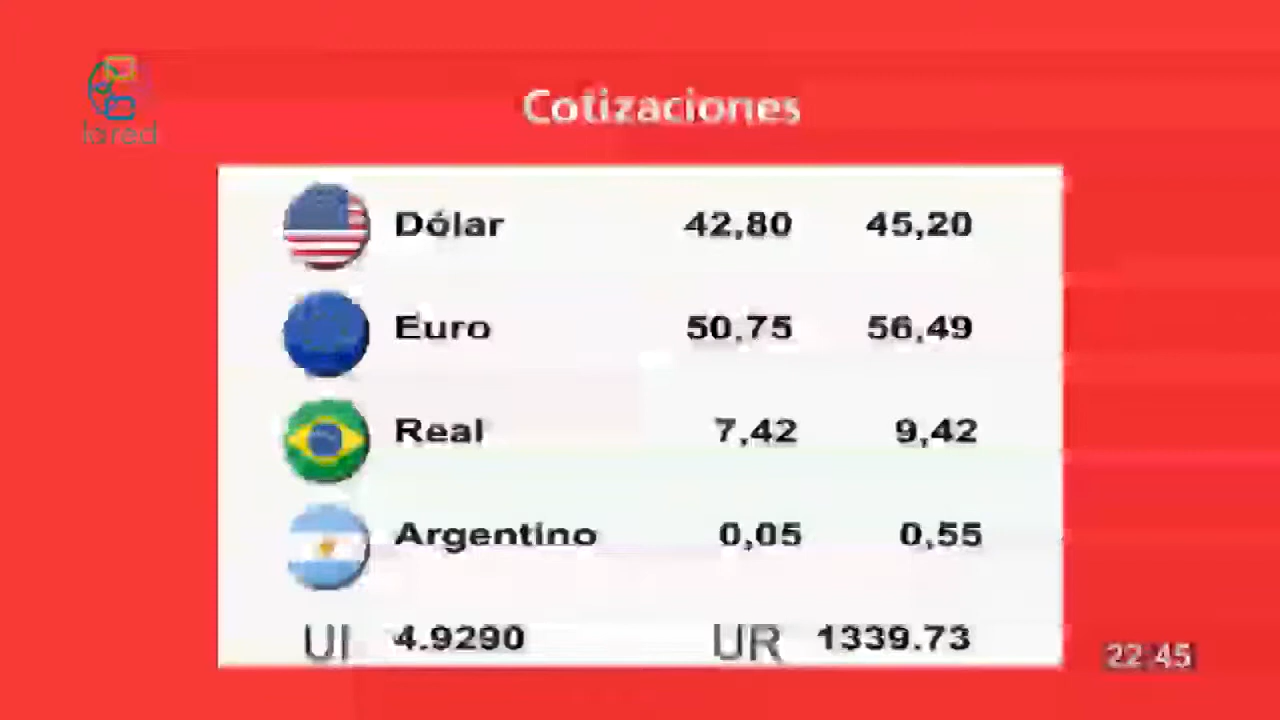 la red
Cotizaciones
Dólar 42,80 45,20
Euro 50,75 56,49
Real 7,42 9,42
Argentino 0,05 0,55
UI 4.9290 UR 1339.73
22:45